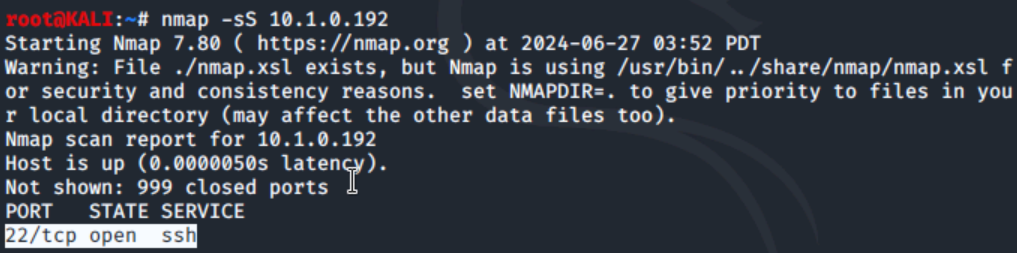 root@KALI:~# nmap -sS 10.1.0.192
Starting Nmap 7.80 ( https://nmap.org ) at 2024-06-27 03:52 PDT
Warning: File ./nmap.xsl exists, but Nmap is using /usr/bin/../share/nmap/nmap.xsl f
or security and consistency reasons.  set NMAPDIR=. to give priority to files in you
r local directory (may affect the other data files too).
Nmap scan report for 10.1.0.192
Host is up (0.0000050s latency).
Not shown: 999 closed ports
PORT   STATE SERVICE
22/tcp open  ssh